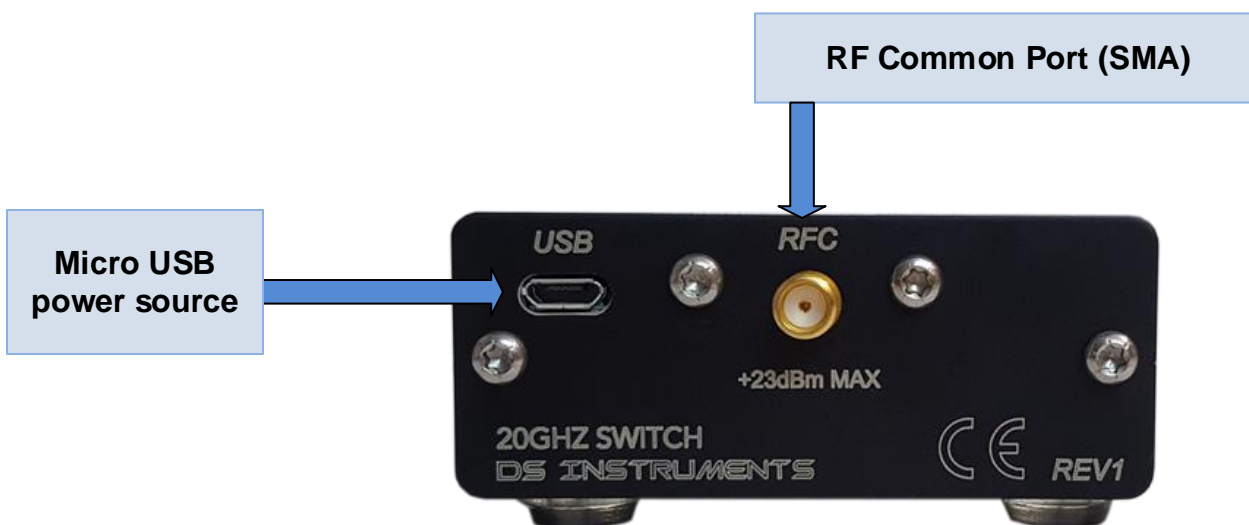 RF Common Port (SMA)
Micro USB
power source
USB
RFC
+23dBm MAX
20GHZ SWITCH
DS INSTRUMENTS
CE
REV1